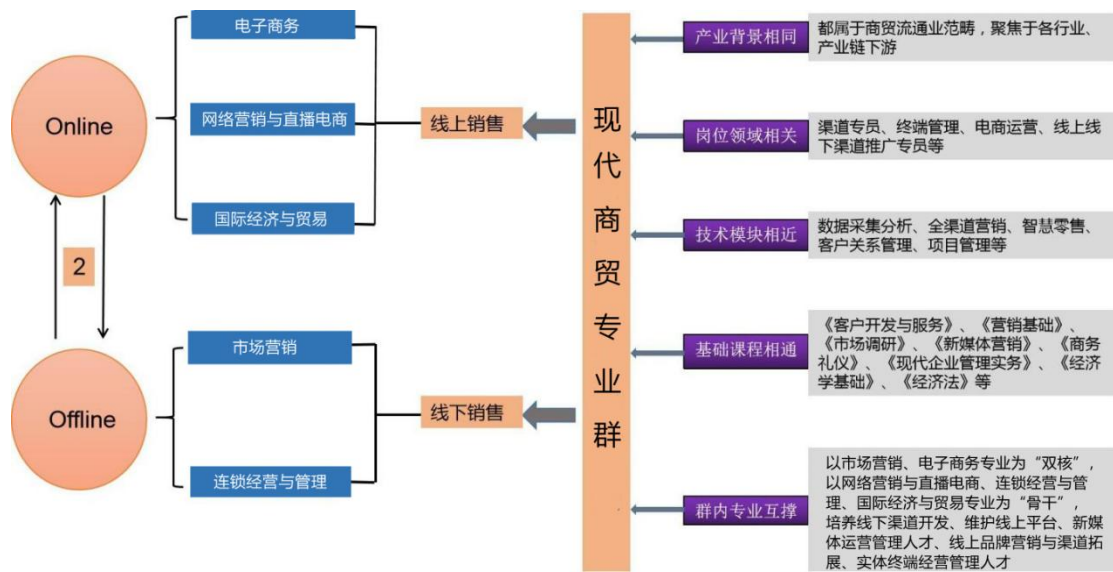 电子商务
Online
网络营销与直播电商
国际经济与贸易
线上销售
2
市场营销
Offline
连锁经营与管理
线下销售
现代商贸专业群
产业背景相同
都属于商贸流通业范畴，聚焦于各行业、
产业链下游
岗位领域相关
渠道专员、终端管理、电商运营、线上线
下渠道推广专员等
技术模块相近
数据采集分析、全渠道营销、智慧零售、
客户关系管理、项目管理等
基础课程相通
《客户开发与服务》、《营销基础》、
《市场调研》、《新媒体营销》、《商务
礼仪》、《现代企业管理实务》、《经济
学基础》、《经济法》等
群内专业互撑
以市场营销、电子商务专业为“双核”，
以网络营销与直播电商、连锁经营与管
理、国际经济与贸易专业为“骨干”，
培养线下渠道开发、维护线上平台、新媒
体运营管理人才、线上品牌营销与渠道拓
展、实体终端经营管理人才